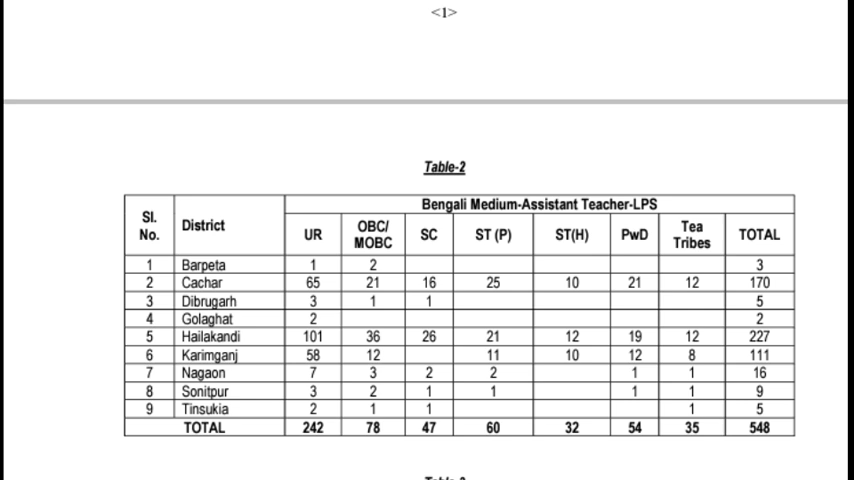 <1>
Table-2
Sl. No. District Bengali Medium-Assistant Teacher-LPS
UR OBC/ MOBC SC ST (P) ST(H) PwD Tea Tribes TOTAL
1 Barpeta 1 2 3
2 Cachar 65 21 16 25 10 21 12 170
3 Dibrugarh 3 1 1 5
4 Golaghat 2 2
5 Hailakandi 101 36 26 21 12 19 12 227
6 Karimganj 58 12 11 10 12 8 111
7 Nagaon 7 3 2 2 1 1 16
8 Sonitpur 3 2 1 1 1 1 9
9 Tinsukia 2 1 1 1 5
TOTAL 242 78 47 60 32 54 35 548